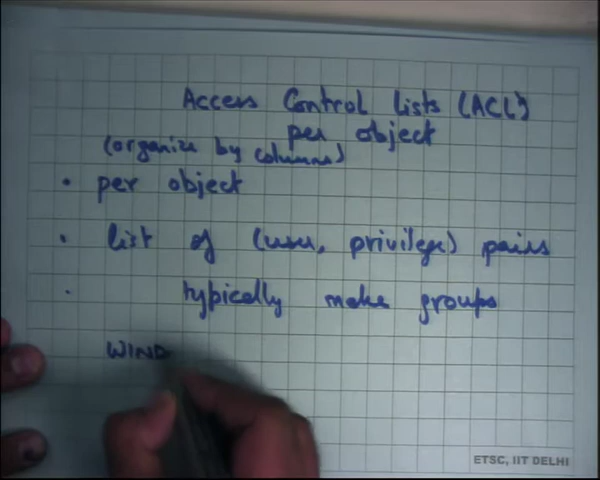 Access Control Lists (ACL)
per object
(organize by columns)
• per object
• list of (user, privilege) pairs
• typically make groups
WIND
ETSC, IIT DELHI